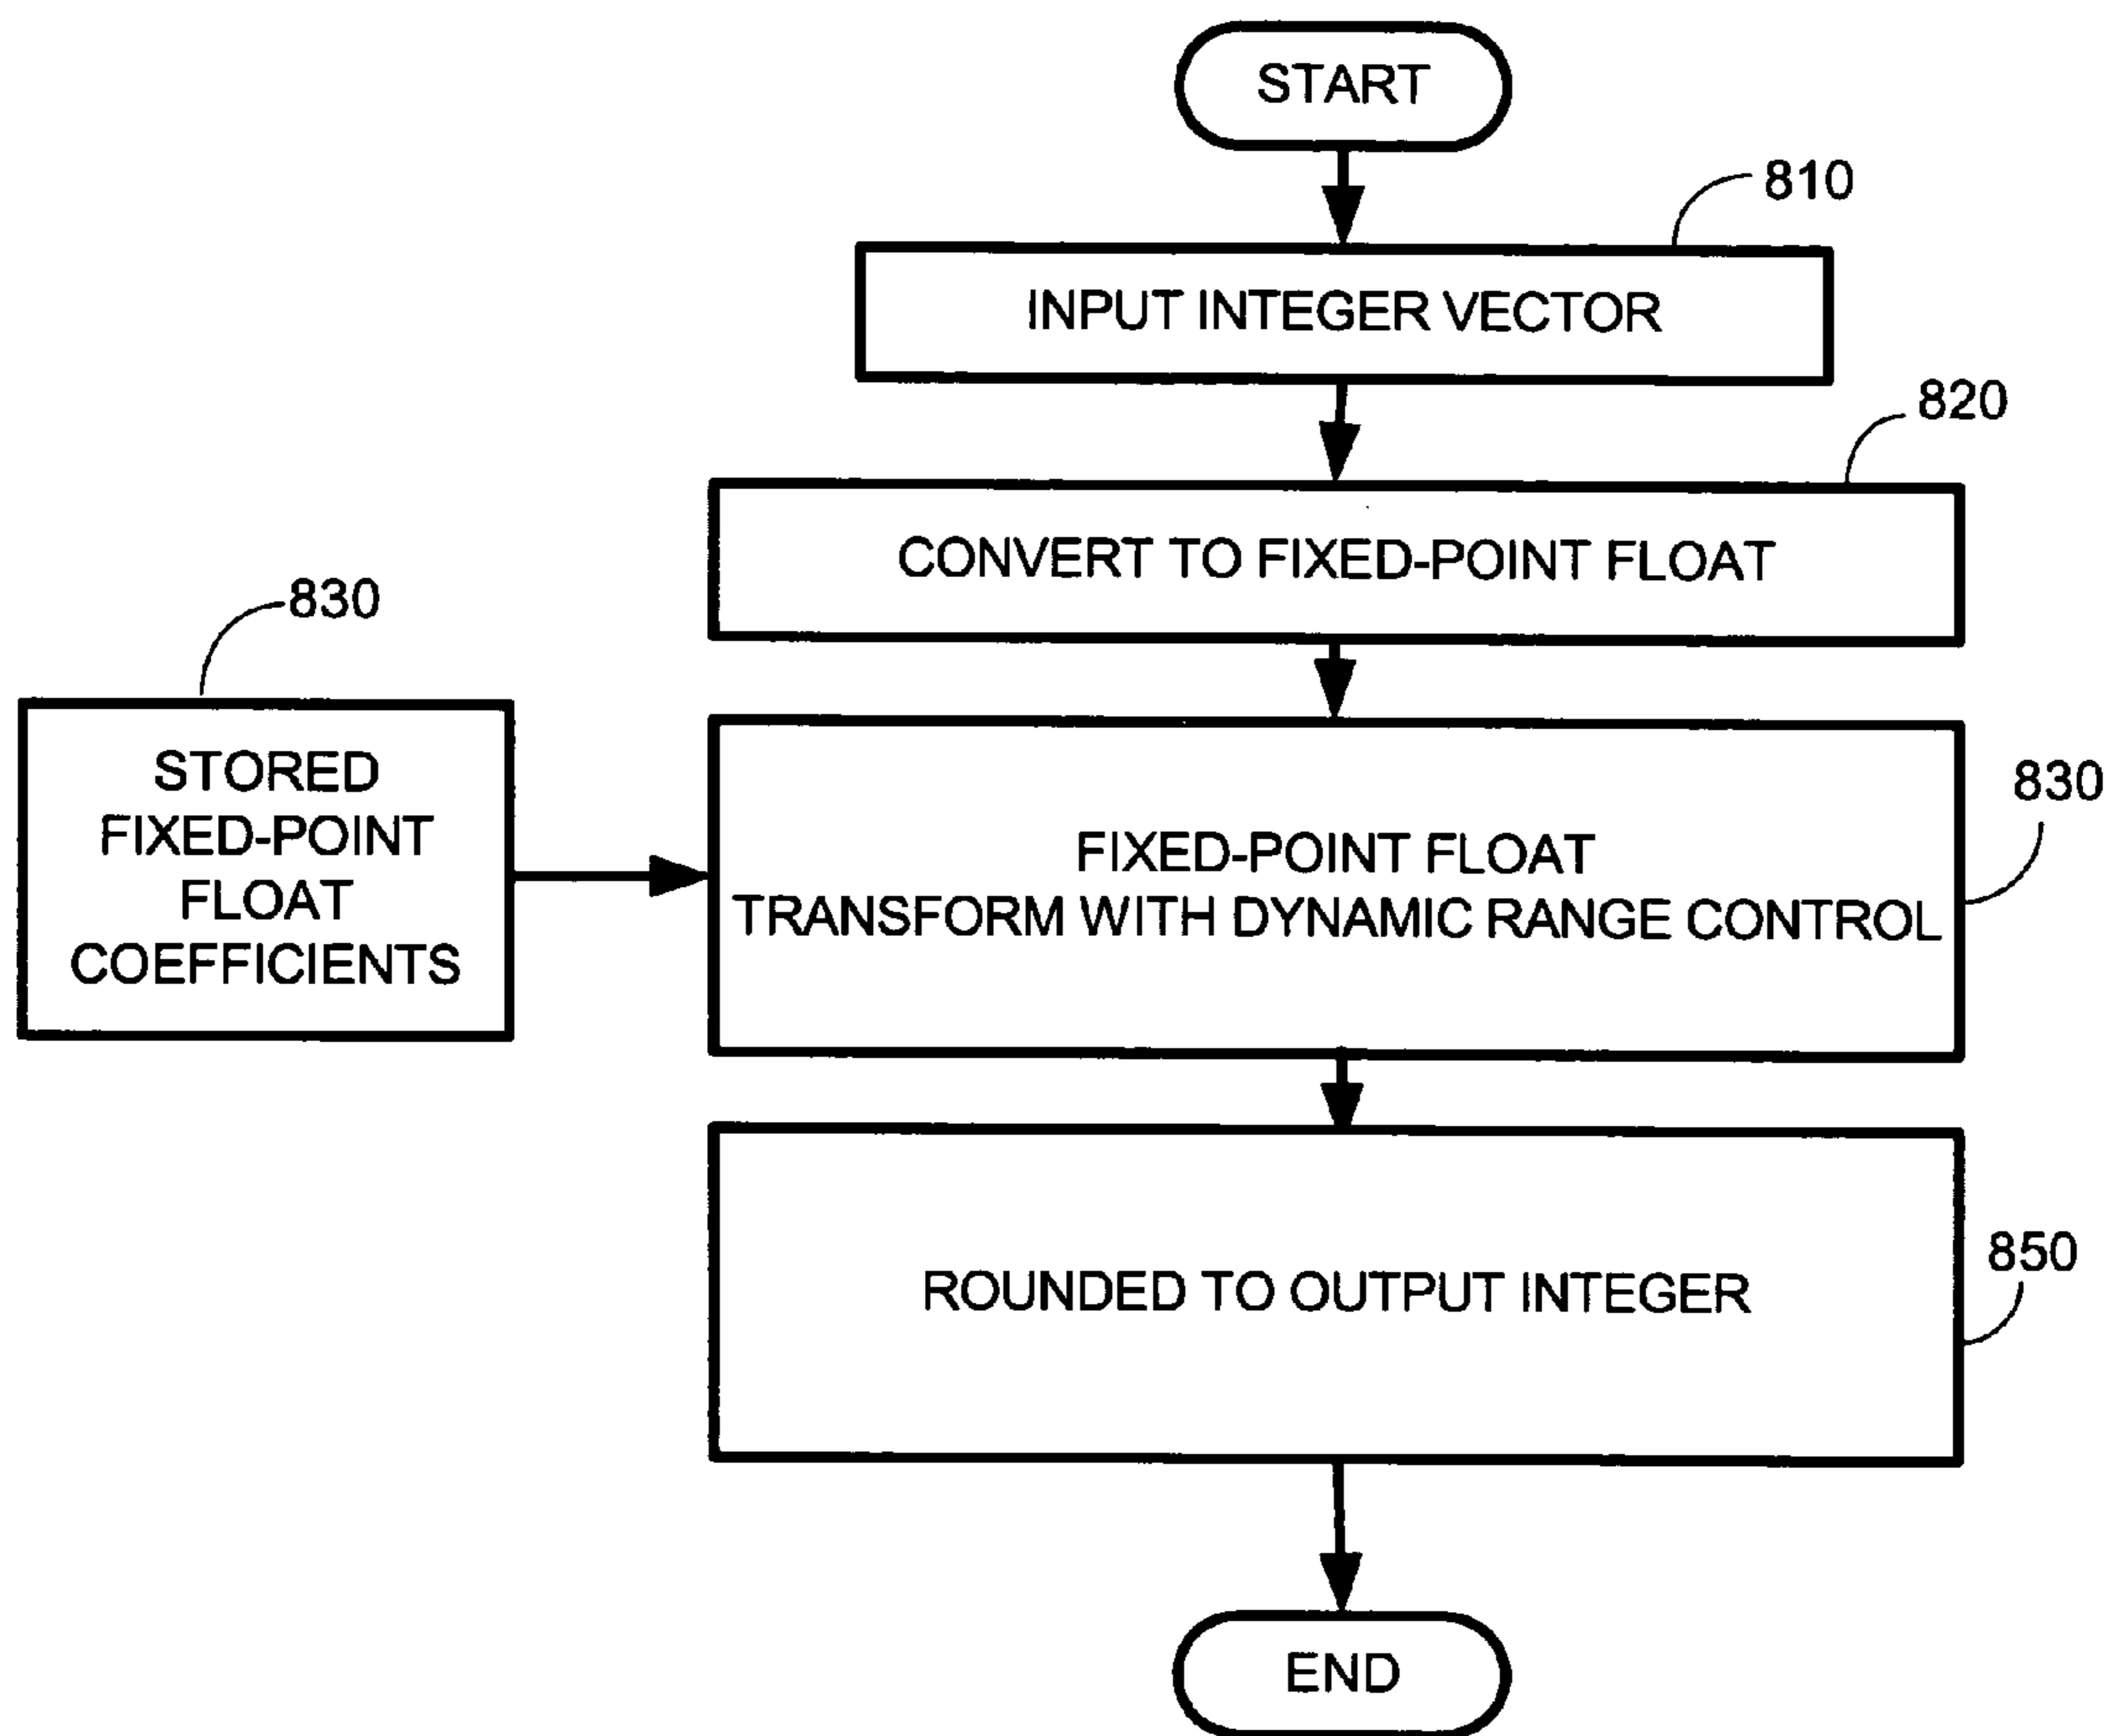 START
810
INPUT INTEGER VECTOR
820
CONVERT TO FIXED-POINT FLOAT
830
STORED
FIXED-POINT
FLOAT
COEFFICIENTS
830
FIXED-POINT FLOAT
TRANSFORM WITH DYNAMIC RANGE CONTROL
850
ROUNDED TO OUTPUT INTEGER
END